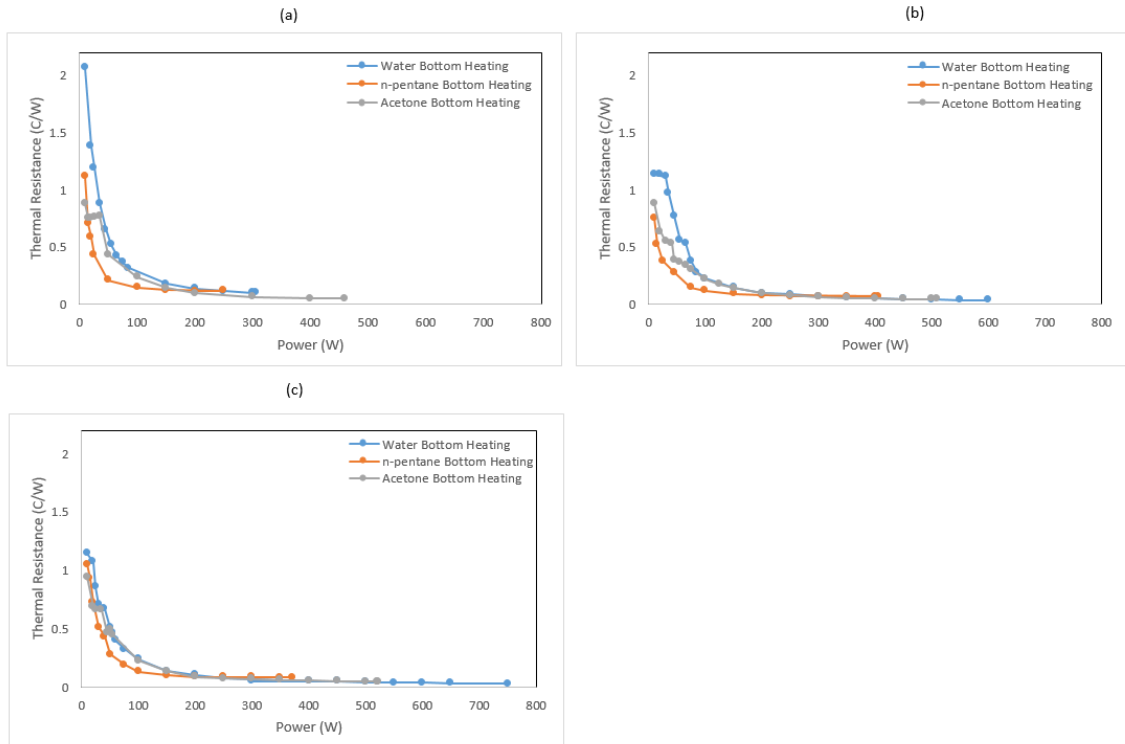 (a)
2
1.5
1
0.5
0
0 100 200 300 400 500 600 700 800
Thermal Resistance (C/W)
Power (W)
Water Bottom Heating
n-pentane Bottom Heating
Acetone Bottom Heating
(b)
2
1.5
1
0.5
0
0 100 200 300 400 500 600 700 800
Thermal Resistance (C/W)
Power (W)
Water Bottom Heating
n-pentane Bottom Heating
Acetone Bottom Heating
(c)
2
1.5
1
0.5
0
0 100 200 300 400 500 600 700 800
Thermal Resistance (C/W)
Power (W)
Water Bottom Heating
n-pentane Bottom Heating
Acetone Bottom Heating